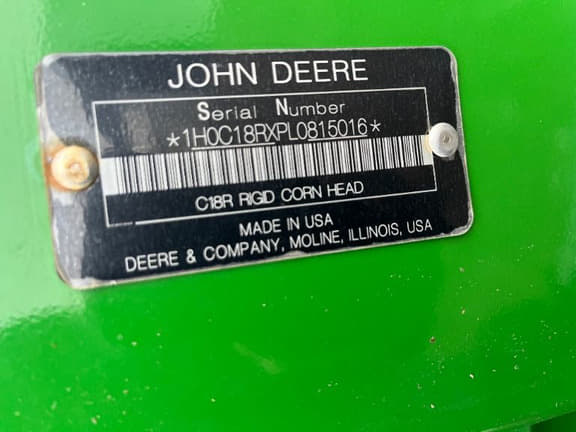 JOHN DEERE
Serial Number
*1H0C18RXPL0815016*
C18R RIGID CORN HEAD
MADE IN USA
DEERE & COMPANY, MOLINE, ILLINOIS, USA